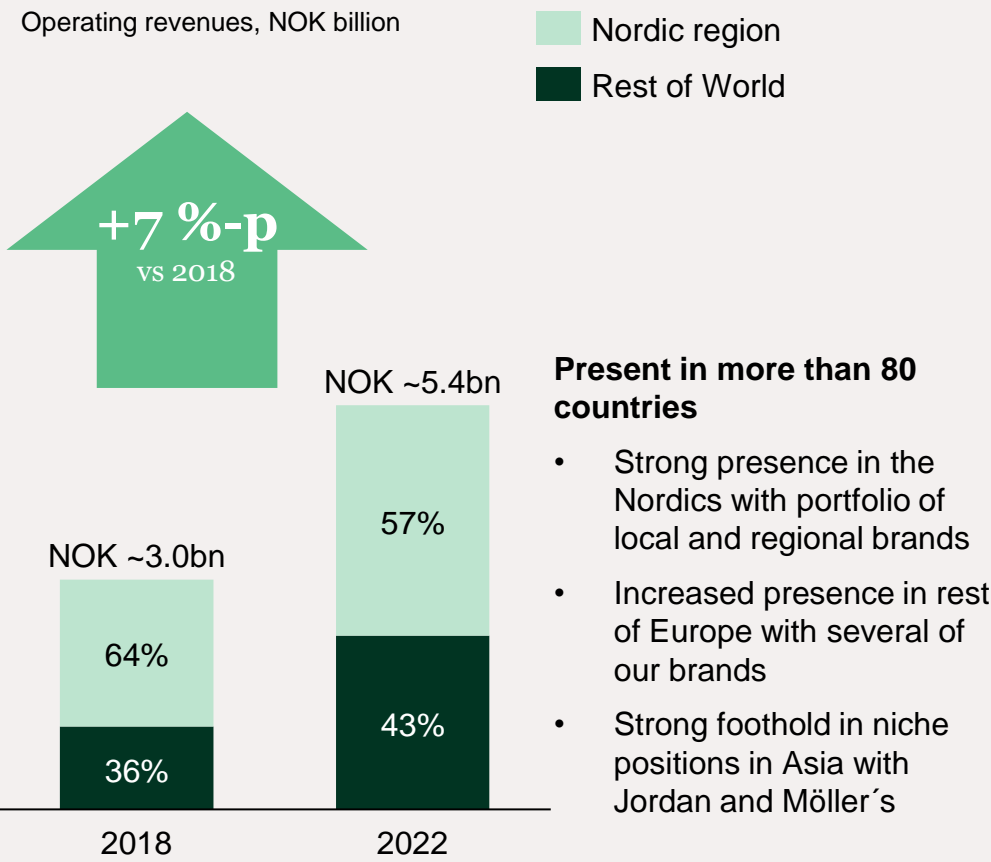 Operating revenues, NOK billion
Nordic region
Rest of World
+7 %-p
vs 2018
NOK ~5.4bn
57%
43%
NOK ~3.0bn
64%
36%
2018
2022
Present in more than 80
countries
• Strong presence in the
Nordics with portfolio of
local and regional brands
• Increased presence in rest
of Europe with several of
our brands
• Strong foothold in niche
positions in Asia with
Jordan and Möller´s